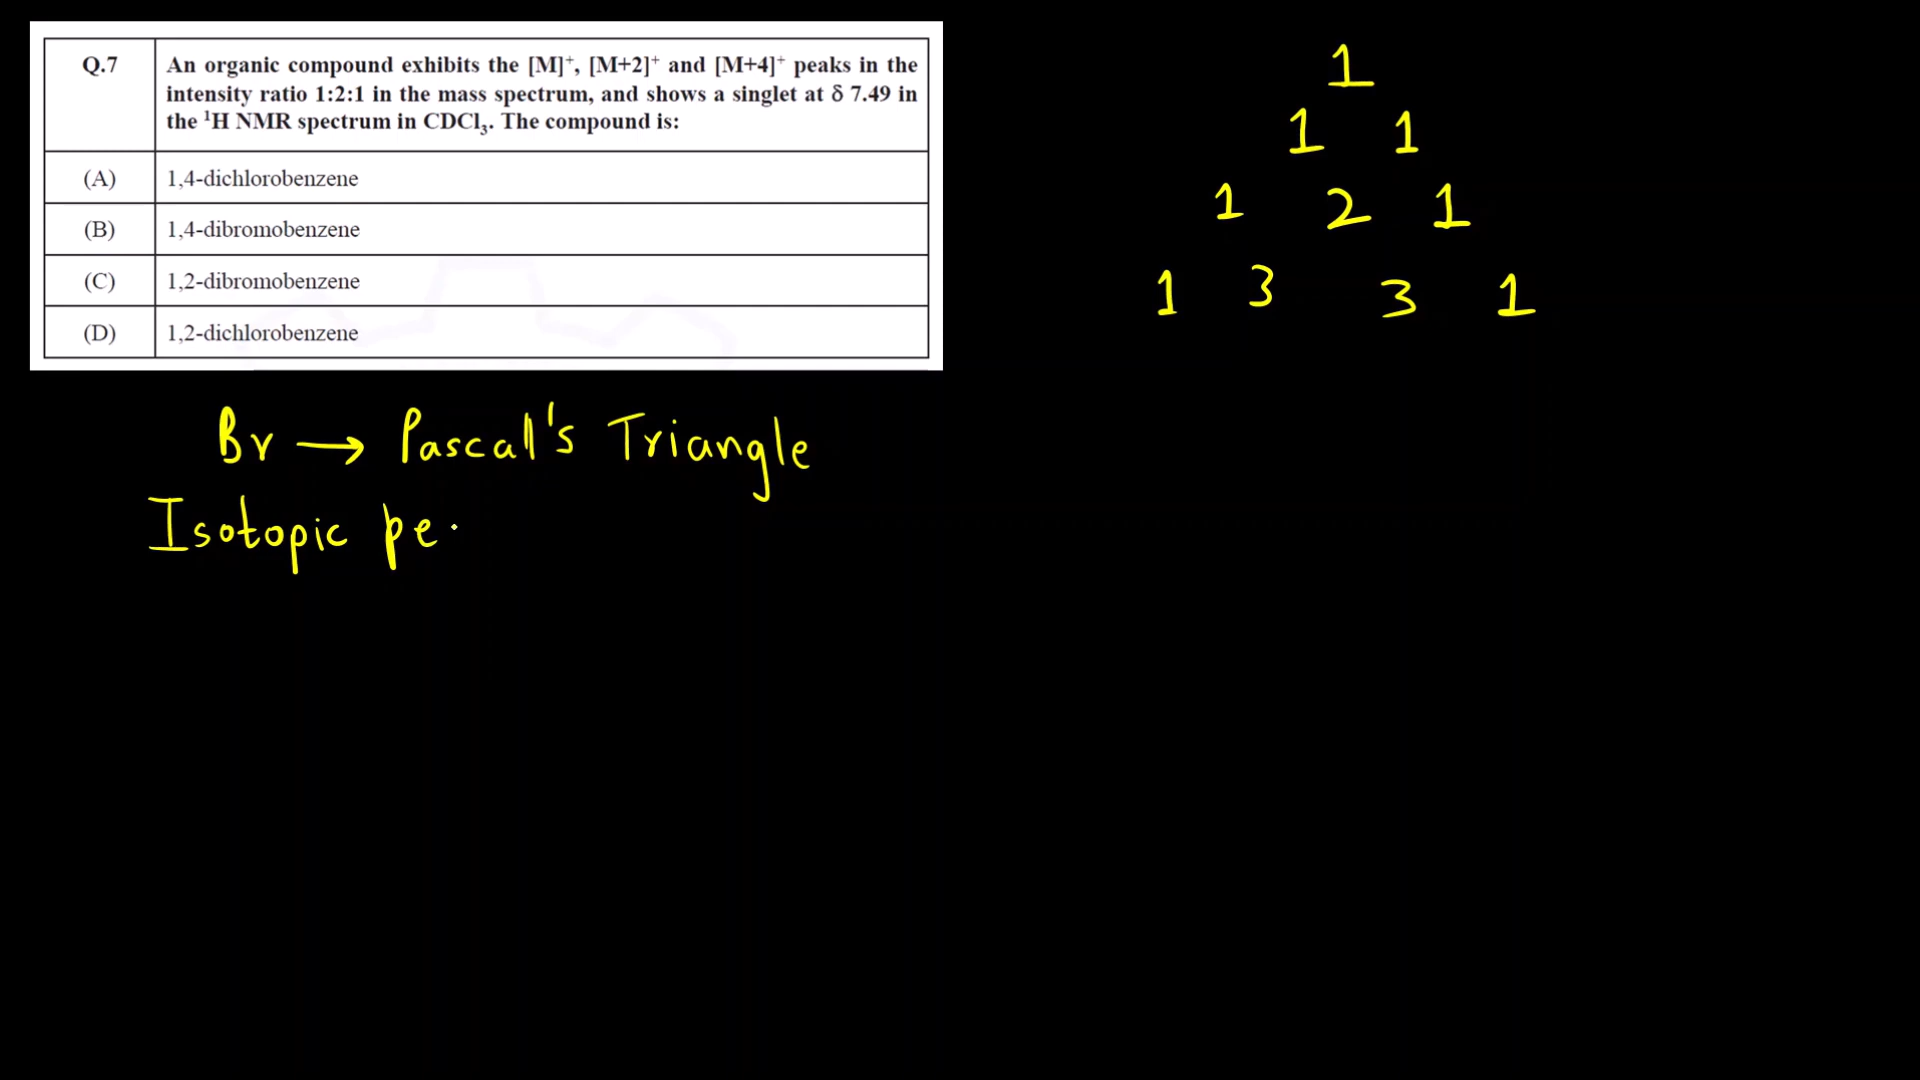 Q.7 An organic compound exhibits the [M]⁺, [M+2]⁺ and [M+4]⁺ peaks in the
intensity ratio 1:2:1 in the mass spectrum, and shows a singlet at δ 7.49 in
the ¹H NMR spectrum in CDCl₃. The compound is:
(A) 1,4-dichlorobenzene
(B) 1,4-dibromobenzene
(C) 1,2-dibromobenzene
(D) 1,2-dichlorobenzene
Br → Pascall's Triangle
Isotopic pe
1
1 1
1 2 1
1 3 3 1